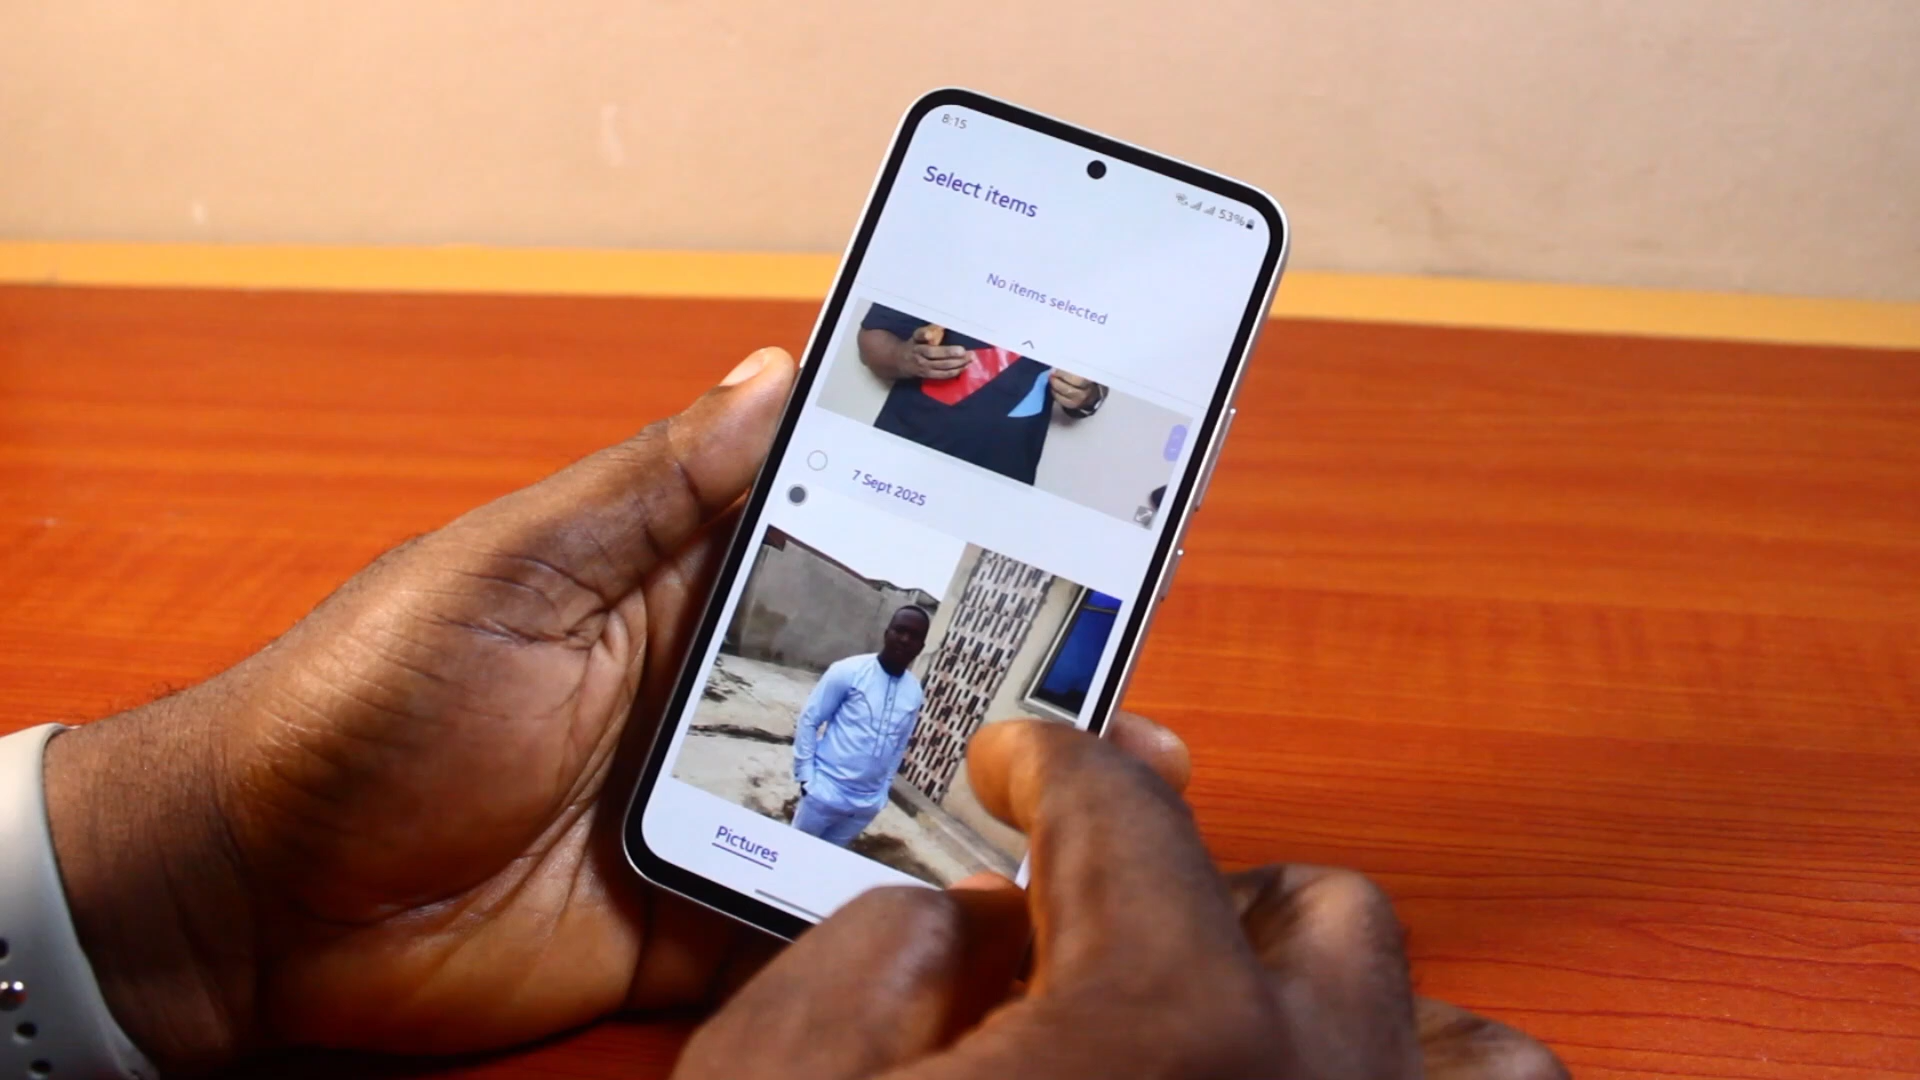 8:15
53%
Select items
No items selected
7 Sept 2025
Pictures